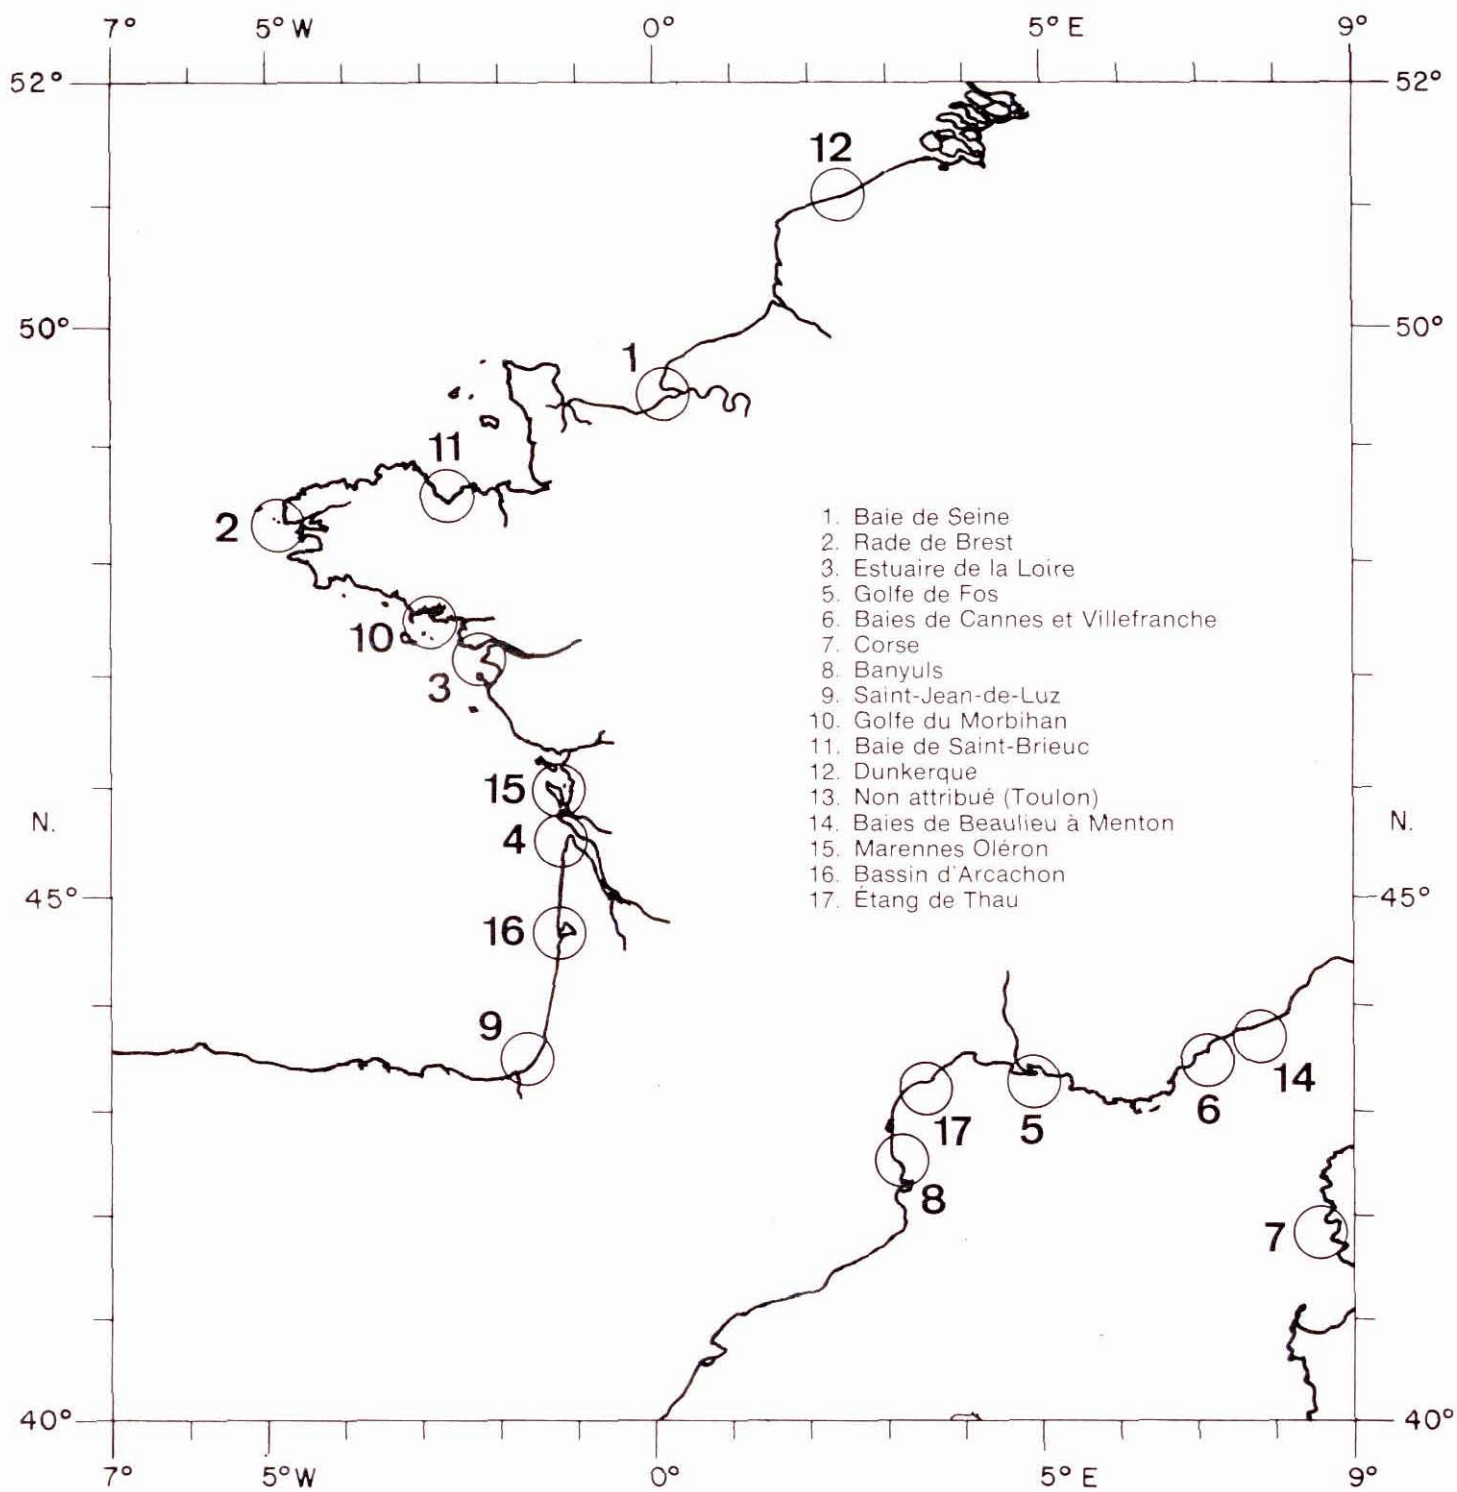 7° 5° W 0° 5° E 9°
52° 52°
12
50° 50°
1
11
2
1. Baie de Seine
2. Rade de Brest
3. Estuaire de la Loire
5. Golfe de Fos
6. Baies de Cannes et Villefranche
10
7. Corse
8. Banyuls
3
9. Saint-Jean-de-Luz
10. Golfe du Morbihan
11. Baie de Saint-Brieuc
12. Dunkerque
15
13. Non attribué (Toulon)
N. N.
14. Baies de Beaulieu à Menton
4
15. Marennes Oléron
16. Bassin d'Arcachon
45° 45°
17. Étang de Thau
16
9
14
6
17 5
8
7
40° 40°
7° 5° W 0° 5° E 9°